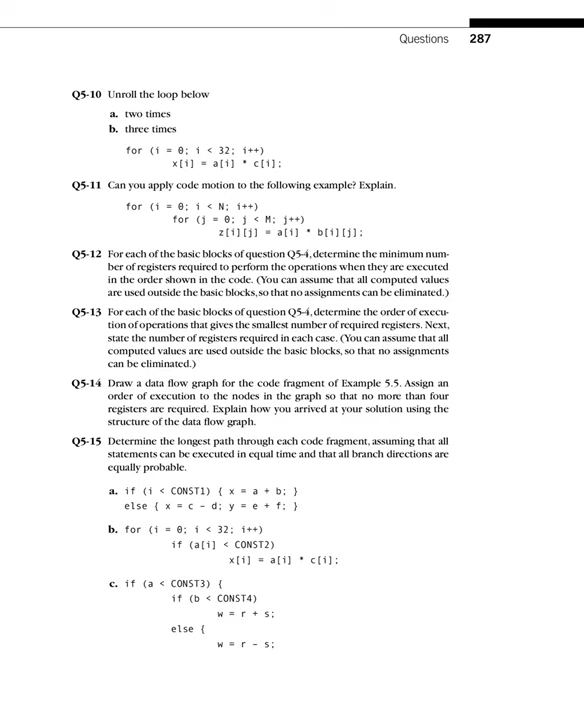 Questions 287
Q5-10 Unroll the loop below
a. two times
b. three times
for (i = 0; i < 32; i++)
x[i] = a[i] * c[i];
Q5-11 Can you apply code motion to the following example? Explain.
for (i = 0; i < N; i++)
for (j = 0; j < M; j++)
z[i][j] = a[i] * b[i][j];
Q5-12 For each of the basic blocks of question Q5-4, determine the minimum num-
ber of registers required to perform the operations when they are executed
in the order shown in the code. (You can assume that all computed values
are used outside the basic blocks, so that no assignments can be eliminated.)
Q5-13 For each of the basic blocks of question Q5-4, determine the order of execu-
tion of operations that gives the smallest number of required registers. Next,
state the number of registers required in each case. (You can assume that all
computed values are used outside the basic blocks, so that no assignments
can be eliminated.)
Q5-14 Draw a data flow graph for the code fragment of Example 5.5. Assign an
order of execution to the nodes in the graph so that no more than four
registers are required. Explain how you arrived at your solution using the
structure of the data flow graph.
Q5-15 Determine the longest path through each code fragment, assuming that all
statements can be executed in equal time and that all branch directions are
equally probable.
a. if (i < CONST1) { x = a + b; }
else { x = c – d; y = e + f; }
b. for (i = 0; i < 32; i++)
if (a[i] < CONST2)
x[i] = a[i] * c[i];
c. if (a < CONST3) {
if (b < CONST4)
w = r + s;
else {
w = r – s;